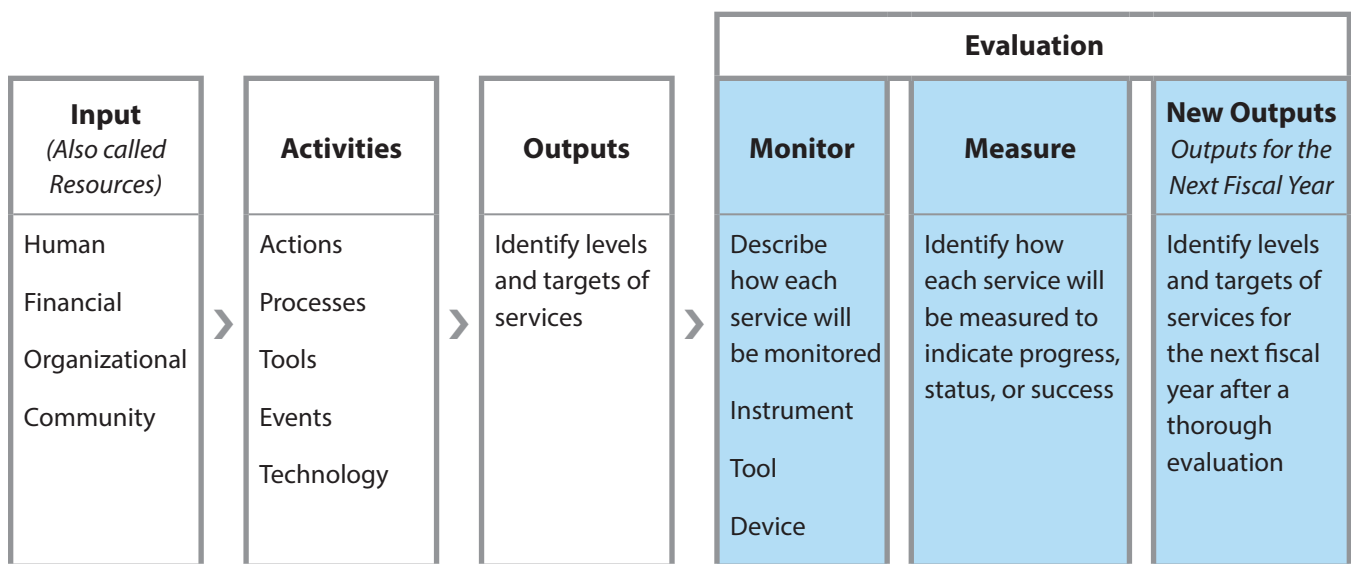 Evaluation
Input
(Also called
Resources)
Human
Financial
Organizational
Community
Activities
Actions
Processes
Tools
Events
Technology
Outputs
Identify levels
and targets of
services
Monitor
Describe
how each
service will
be monitored
Instrument
Tool
Device
Measure
Identify how
each service will
be measured to
indicate progress,
status, or success
New Outputs
Outputs for the
Next Fiscal Year
Identify levels
and targets of
services for
the next fiscal
year after a
thorough
evaluation